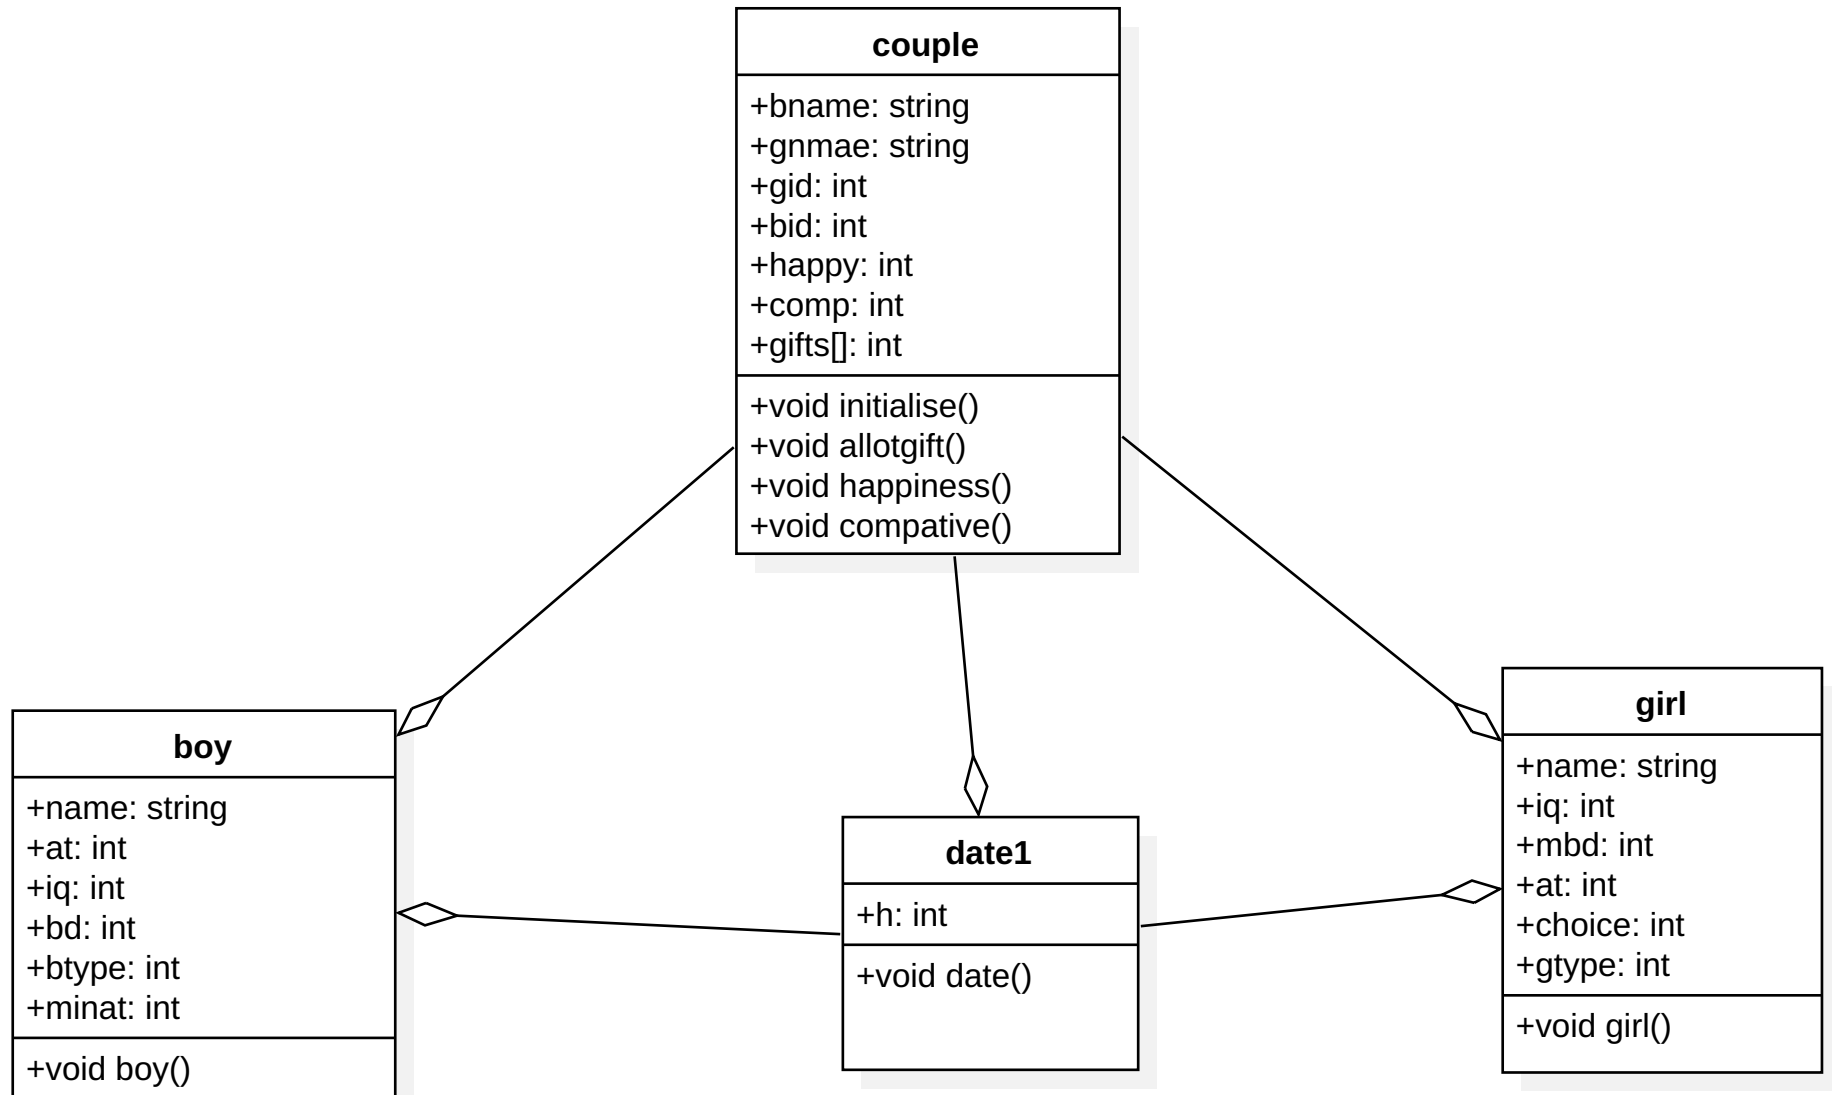 couple
+bname: string
+gnmae: string
+gid: int
+bid: int
+happy: int
+comp: int
+gifts[]: int
+void initialise()
+void allotgift()
+void happiness()
+void compative()
boy
+name: string
+at: int
+iq: int
+bd: int
+btype: int
+minat: int
+void boy()
date1
+h: int
+void date()
girl
+name: string
+iq: int
+mbd: int
+at: int
+choice: int
+gtype: int
+void girl()